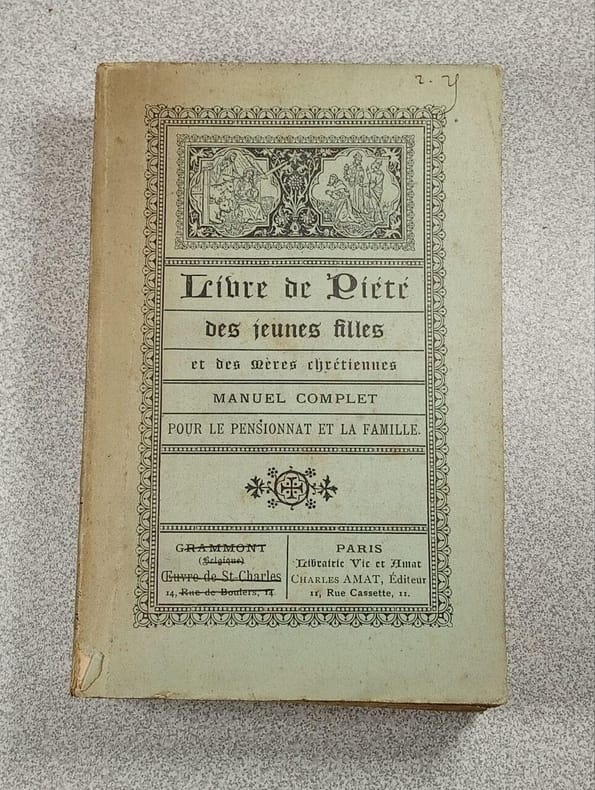 r. y
Livre de Piété
des jeunes filles
et des Mères chrétiennes
MANUEL COMPLET
POUR LE PENSIONNAT ET LA FAMILLE.
GRAMMONT
(Belgique)
Œuvre de St-Charles
14, Rue de Boulers, 14
PARIS
Librairie Vic et Amat
CHARLES AMAT, Éditeur
11, Rue Cassette, 11.